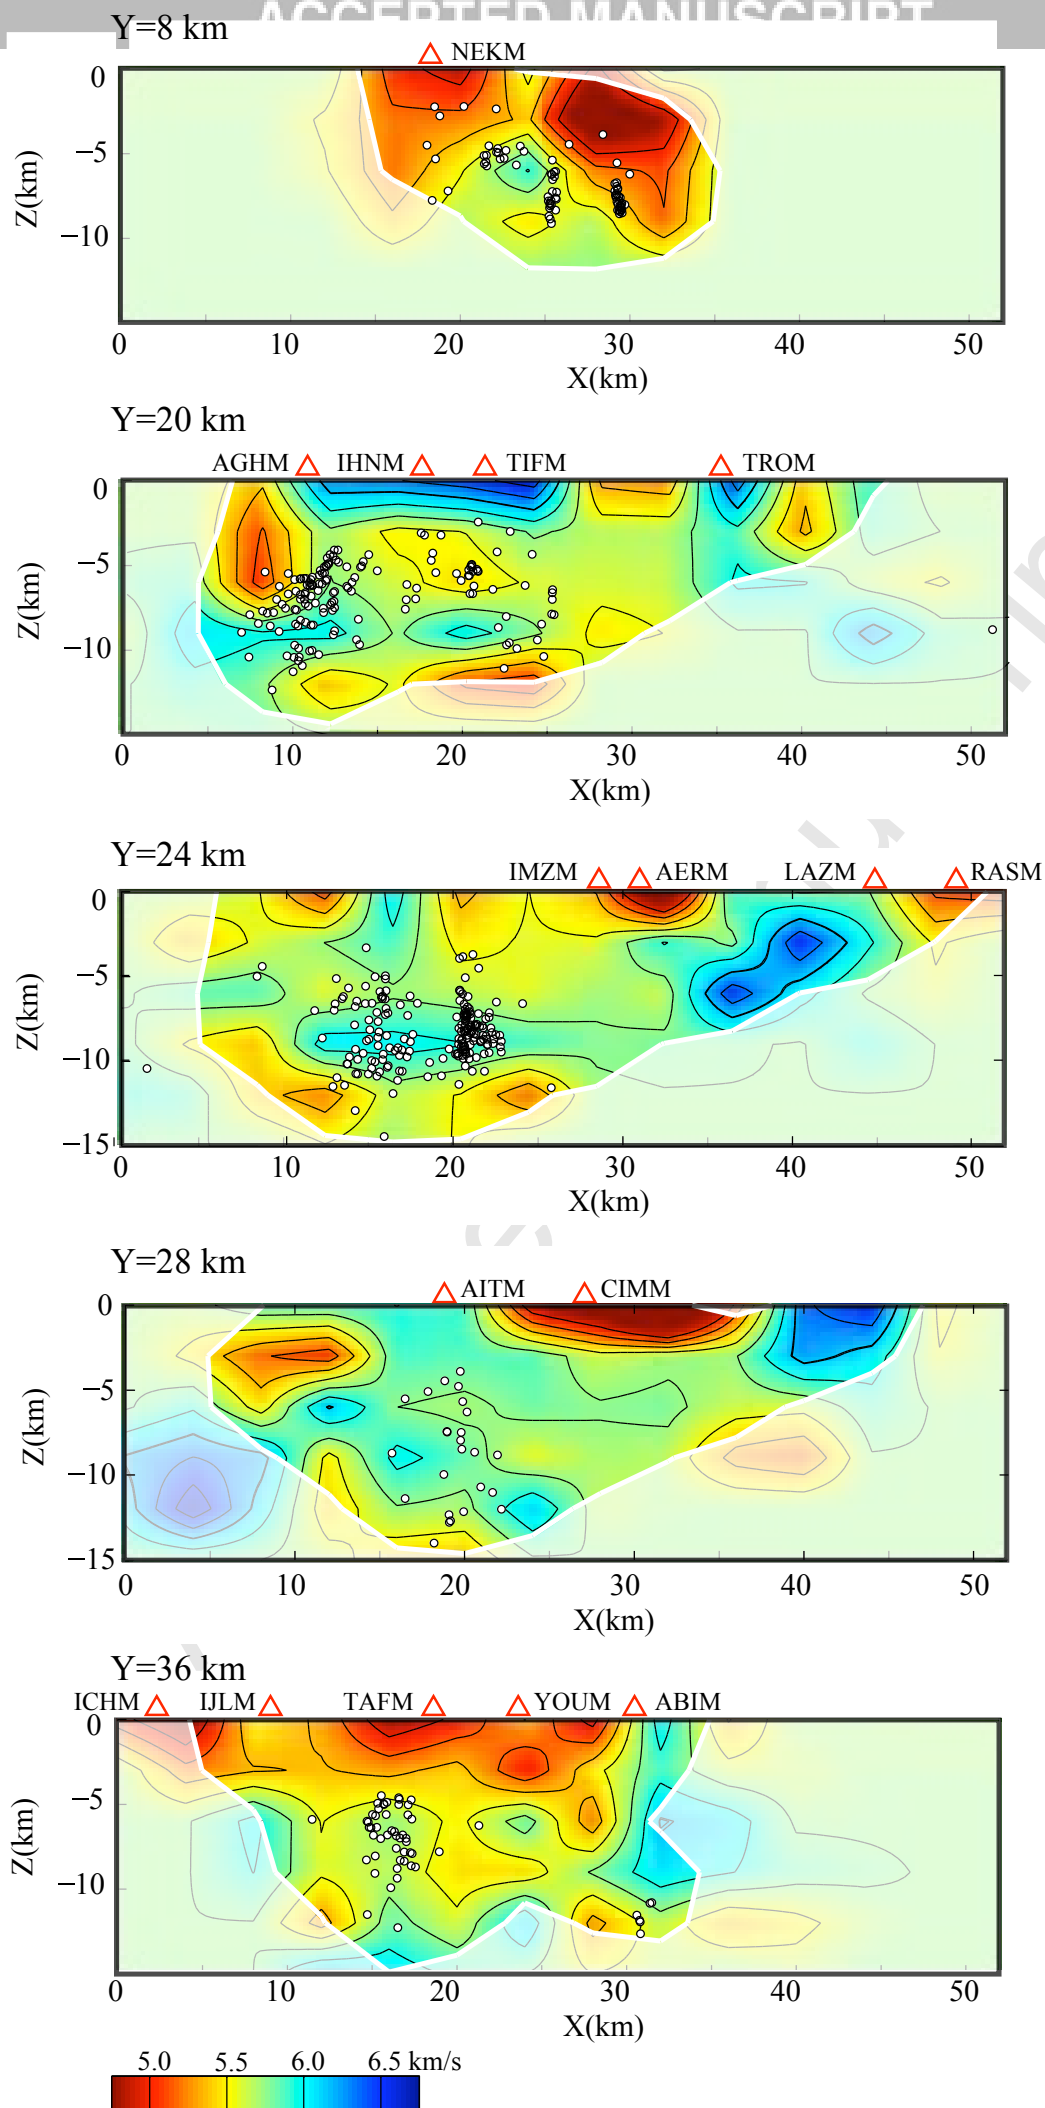 ACCEPTED MANUSCRIPT
Y=8 km
NEKM
0
−5
−10
Z(km)
0 10 20 30 40 50
X(km)
Y=20 km
AGHM IHNM TIFM TROM
0
−5
−10
Z(km)
0 10 20 30 40 50
X(km)
Y=24 km
IMZM AERM LAZM RASM
0
−5
−10
−15
Z(km)
0 10 20 30 40 50
X(km)
Y=28 km
AITM CIMM
0
−5
−10
−15
Z(km)
0 10 20 30 40 50
X(km)
Y=36 km
ICHM IJLM TAFM YOUM ABIM
0
−5
−10
Z(km)
0 10 20 30 40 50
X(km)
5.0 5.5 6.0 6.5 km/s